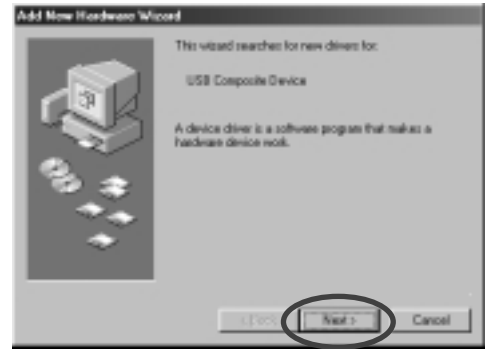 Add New Hardware Wizard
This wizard searches for new drivers for:
USB Composite Device
A device driver is a software program that makes a
hardware device work.
< Back
Next >
Cancel